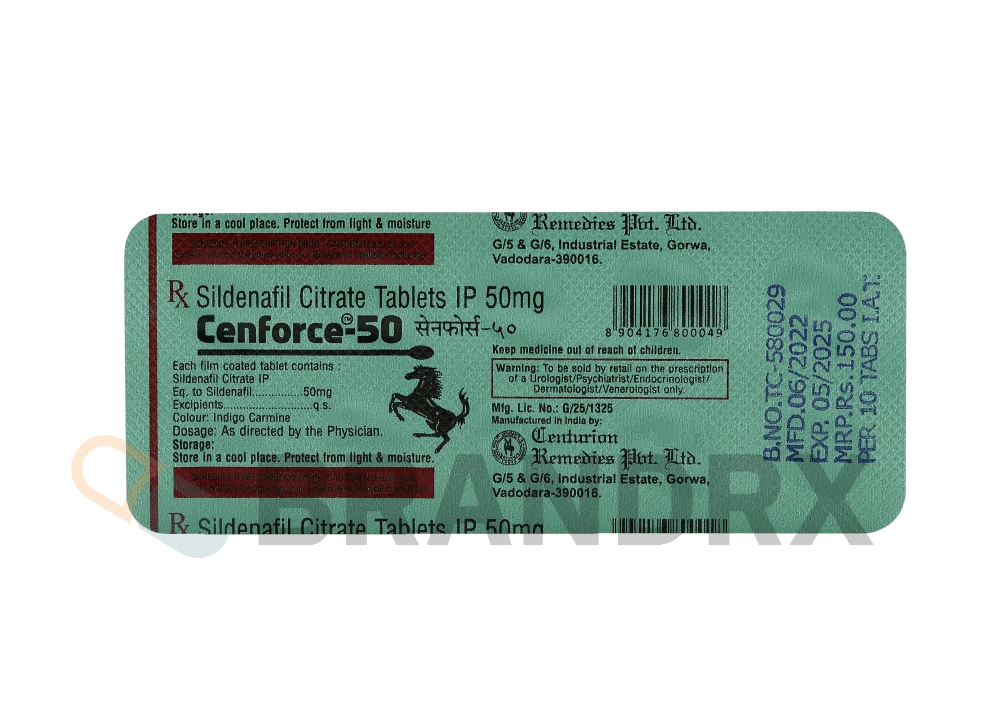 Store in a cool place. Protect from light & moisture
Rx Sildenafil Citrate Tablets IP 50mg
Cenforce™-50 सेनफोर्स-५०
Each film coated tablet contains :
Sildenafil Citrate IP
Eq. to Sildenafil...............50mg
Excipients..........................q.s.
Colour: Indigo Carmine
Dosage: As directed by the Physician.
Storage:
Store in a cool place. Protect from light & moisture.
Rx Sildenafil Citrate Tablets IP 50mg
Remedies Pvt. Ltd.
G/5 & G/6, Industrial Estate, Gorwa,
Vadodara-390016.
8 904176 800049
Keep medicine out of reach of children.
Warning: To be sold by retail on the prescription
of a Urologist/Psychiatrist/Endocrinologist/
Dermatologist/Venerologist only.
Mfg. Lic. No.: G/25/1325
Manufactured in India by:
Centurion
Remedies Pvt. Ltd.
G/5 & G/6, Industrial Estate, Gorwa,
Vadodara-390016.
B.NO.TC-580029
MFD.06/2022
EXP. 05/2025
MRP.Rs.150.00
PER 10 TABS I.A.T.
BRANDRX